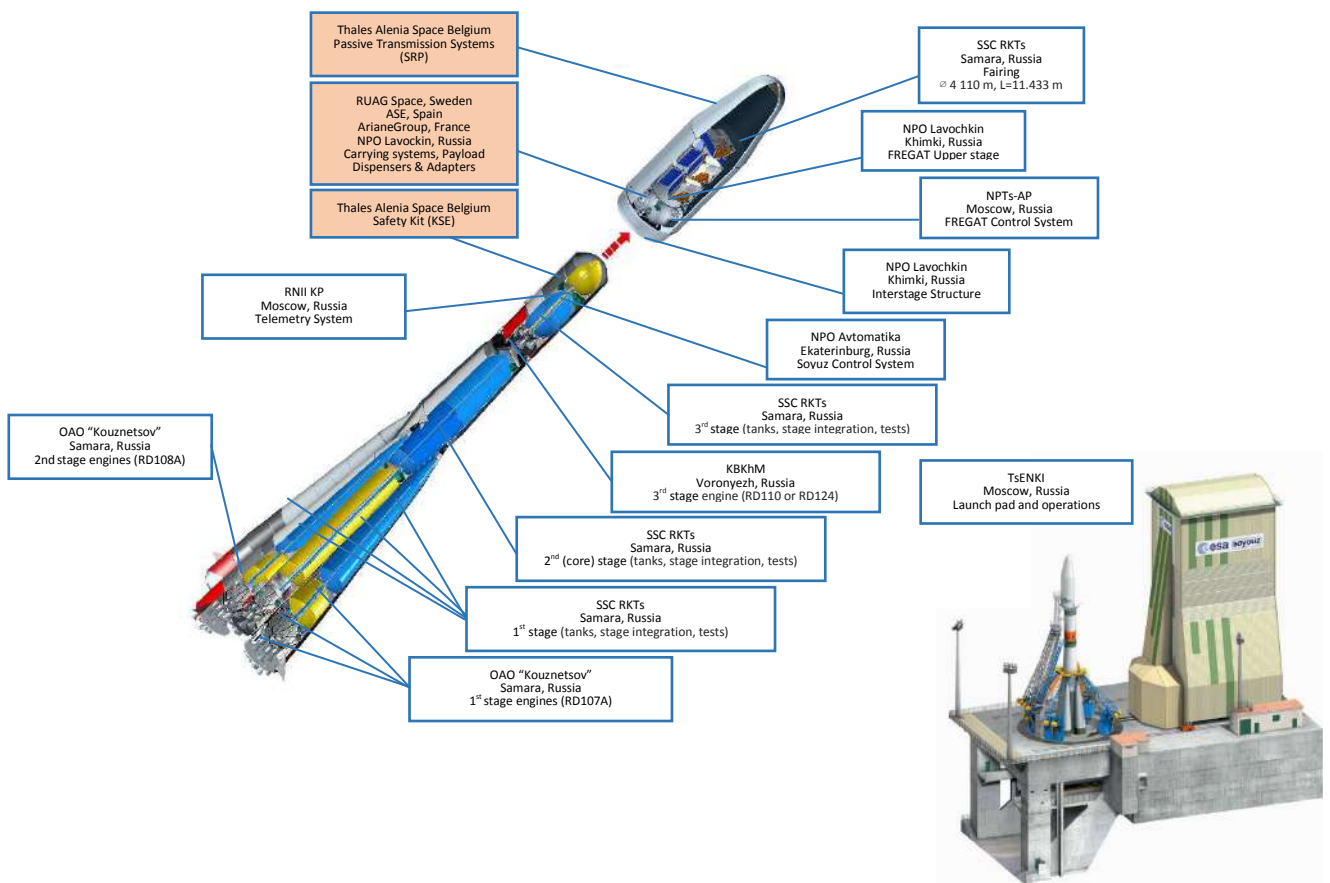 Thales Alenia Space Belgium
Passive Transmission Systems
(SRP)
RUAG Space, Sweden
ASE, Spain
ArianeGroup, France
NPO Lavockin, Russia
Carrying systems, Payload
Dispensers & Adapters
Thales Alenia Space Belgium
Safety Kit (KSE)
RNII KP
Moscow, Russia
Telemetry System
OAO "Kouznetsov"
Samara, Russia
2nd stage engines (RD108A)
SSC RKTs
Samara, Russia
Fairing
⌀ 4 110 m, L=11.433 m
NPO Lavochkin
Khimki, Russia
FREGAT Upper stage
NPTs-AP
Moscow, Russia
FREGAT Control System
NPO Lavochkin
Khimki, Russia
Interstage Structure
NPO Avtomatika
Ekaterinburg, Russia
Soyuz Control System
SSC RKTs
Samara, Russia
3rd stage (tanks, stage integration, tests)
KBKhM
Voronyezh, Russia
3rd stage engine (RD110 or RD124)
SSC RKTs
Samara, Russia
2nd (core) stage (tanks, stage integration, tests)
SSC RKTs
Samara, Russia
1st stage (tanks, stage integration, tests)
OAO "Kouznetsov"
Samara, Russia
1st stage engines (RD107A)
TsENKI
Moscow, Russia
Launch pad and operations
esa soyouz